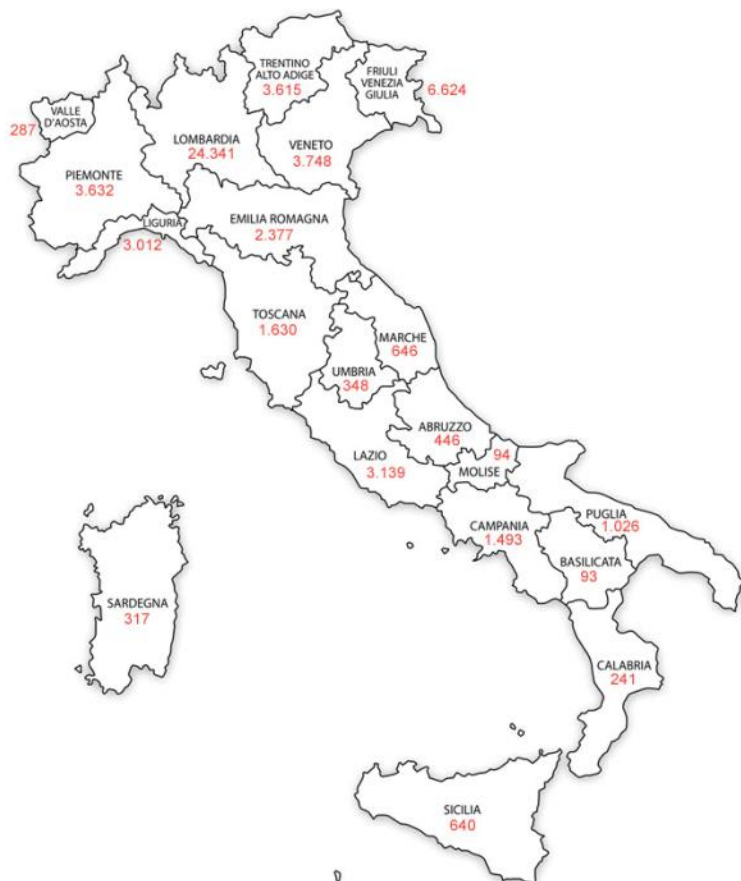 TRENTINO
ALTO ADIGE
3.615
FRIULI
VENEZIA
GIULIA
6.624
VALLE
D'AOSTA
287
LOMBARDIA
24.341
VENETO
3.748
PIEMONTE
3.632
LIGURIA
3.012
EMILIA ROMAGNA
2.377
TOSCANA
1.630
MARCHE
646
UMBRIA
348
ABRUZZO
446
LAZIO
3.139
94
MOLISE
CAMPANIA
1.493
PUGLIA
1.026
BASILICATA
93
SARDEGNA
317
CALABRIA
241
SICILIA
640